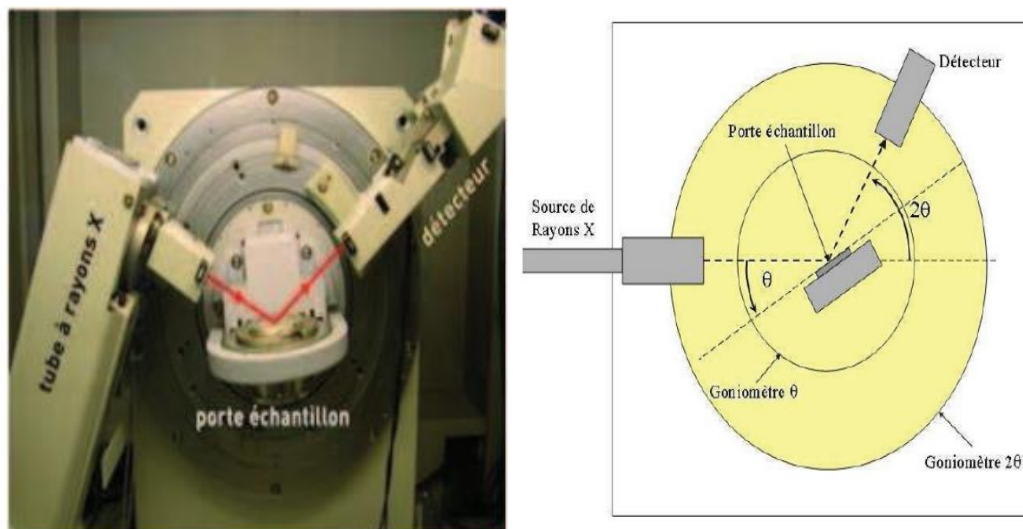 tube à rayons X
détecteur
porte échantillon
Détecteur
Porte échantillon
Source de
Rayons X
2θ
θ
Goniomètre θ
Goniomètre 2θ